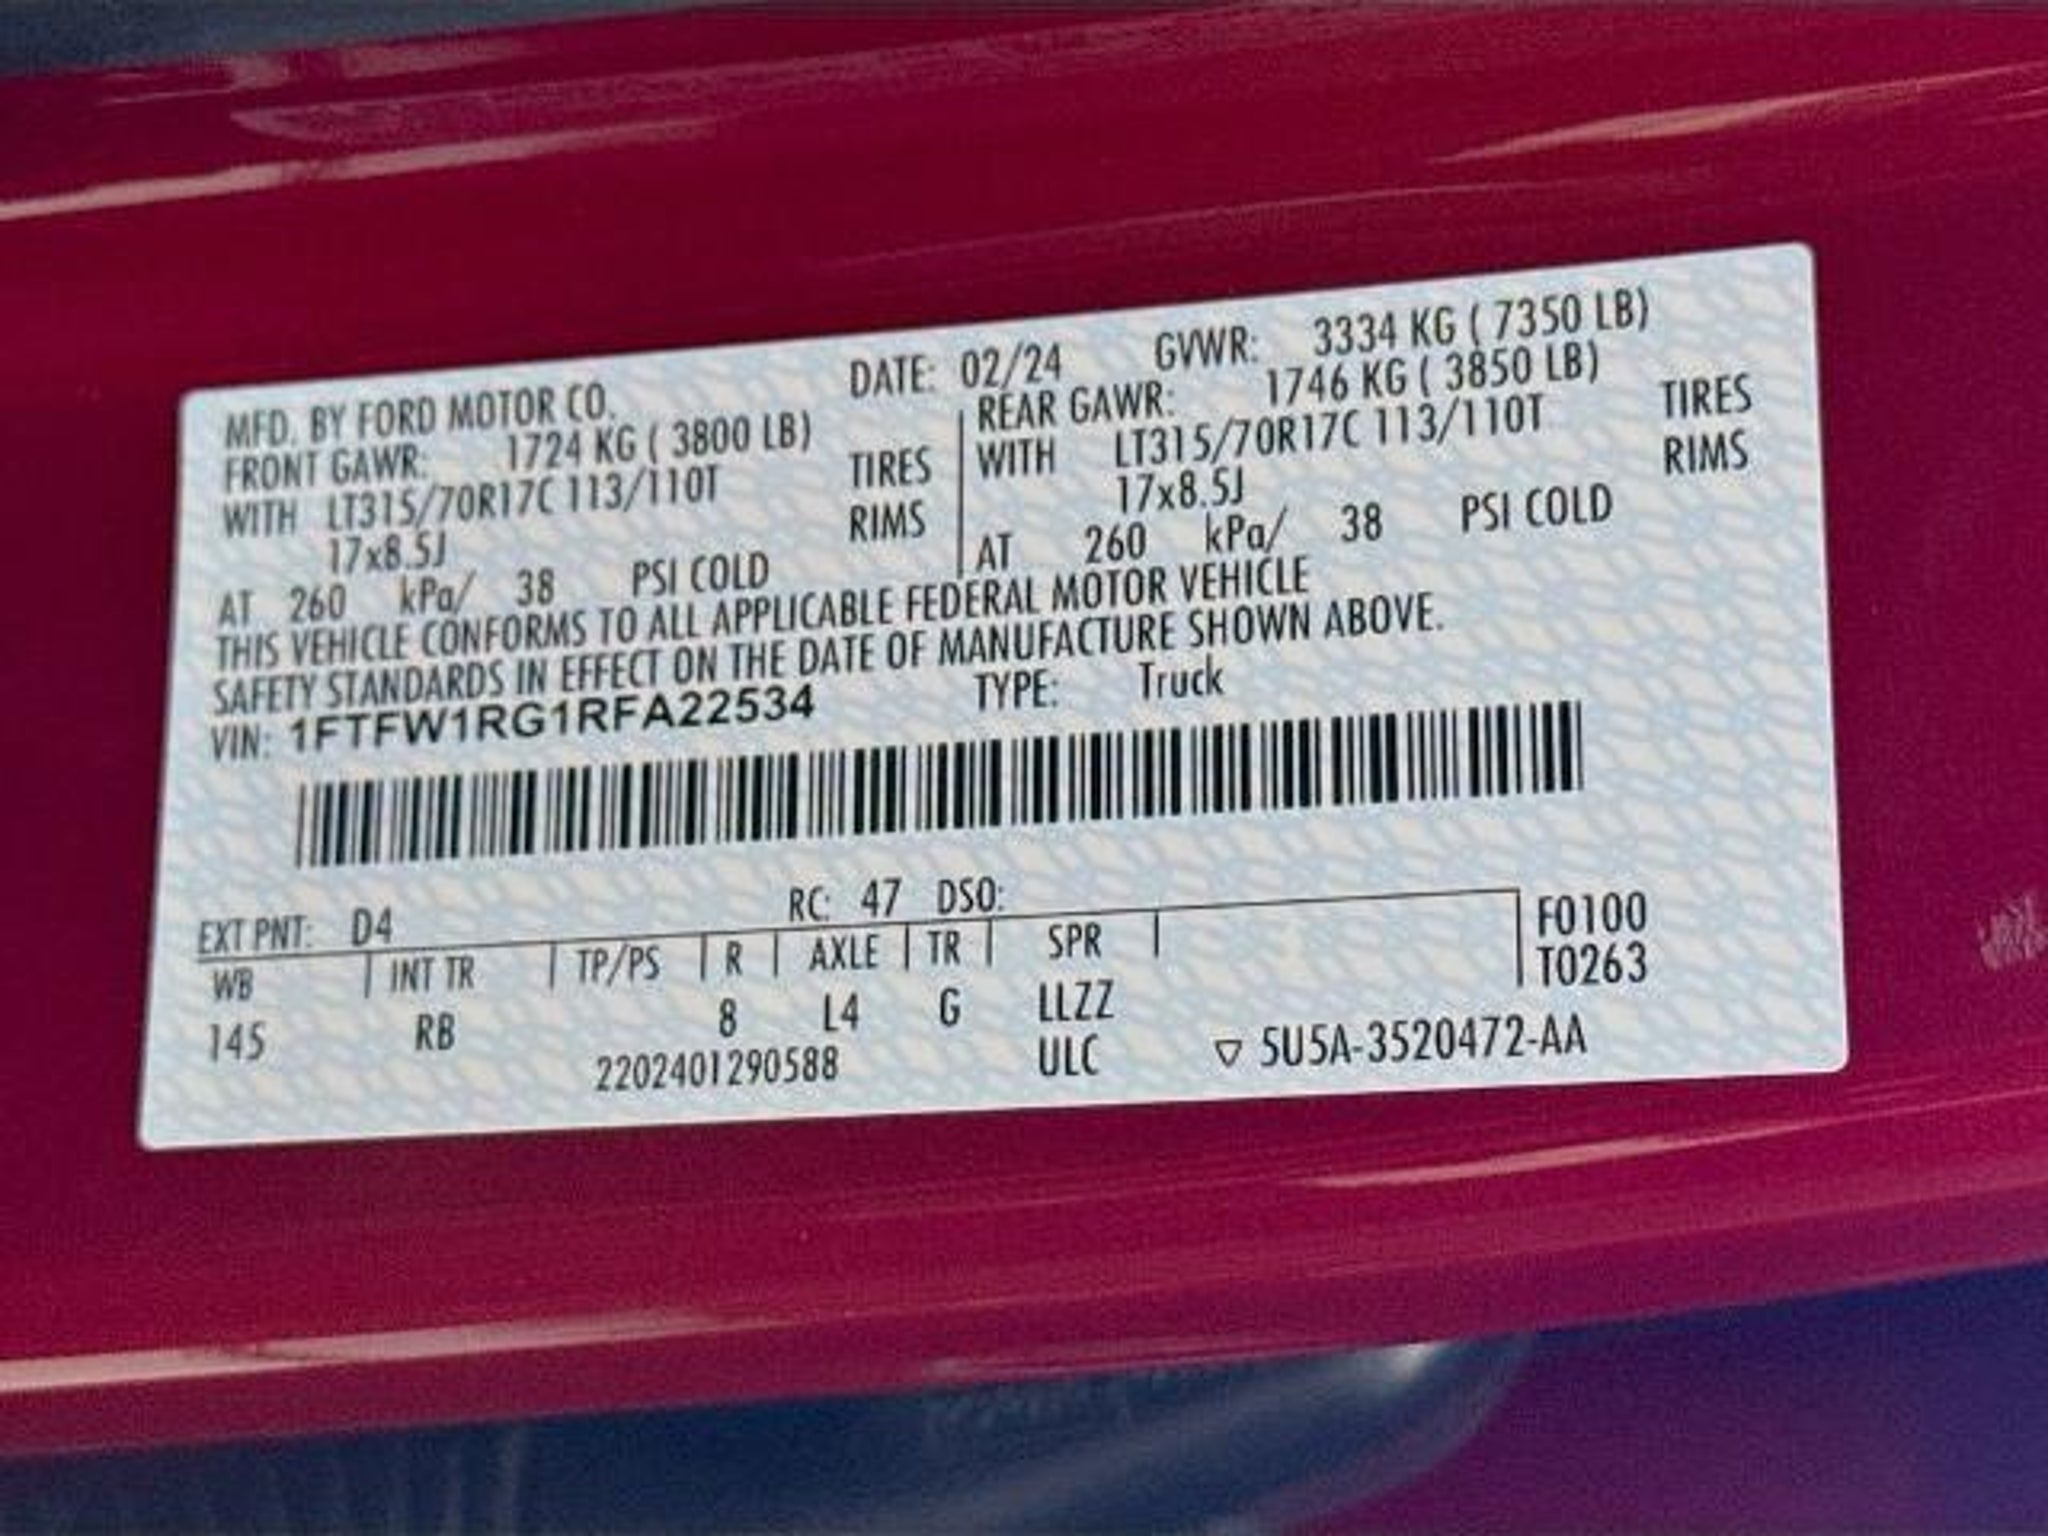 MFD. BY FORD MOTOR CO. DATE: 02/24 GVWR: 3334 KG ( 7350 LB)
FRONT GAWR: 1724 KG ( 3800 LB) REAR GAWR: 1746 KG ( 3850 LB)
WITH LT315/70R17C 113/110T TIRES WITH LT315/70R17C 113/110T TIRES
17x8.5J RIMS 17x8.5J RIMS
AT 260 kPa/ 38 PSI COLD AT 260 kPa/ 38 PSI COLD
THIS VEHICLE CONFORMS TO ALL APPLICABLE FEDERAL MOTOR VEHICLE
SAFETY STANDARDS IN EFFECT ON THE DATE OF MANUFACTURE SHOWN ABOVE.
VIN: 1FTFW1RG1RFA22534 TYPE: Truck
EXT PNT: D4 RC: 47 DSO:
WB INT TR TP/PS R AXLE TR SPR F0100
T0263
145 RB 8 L4 G LLZZ
2202401290588 ULC ▽ 5U5A-3520472-AA